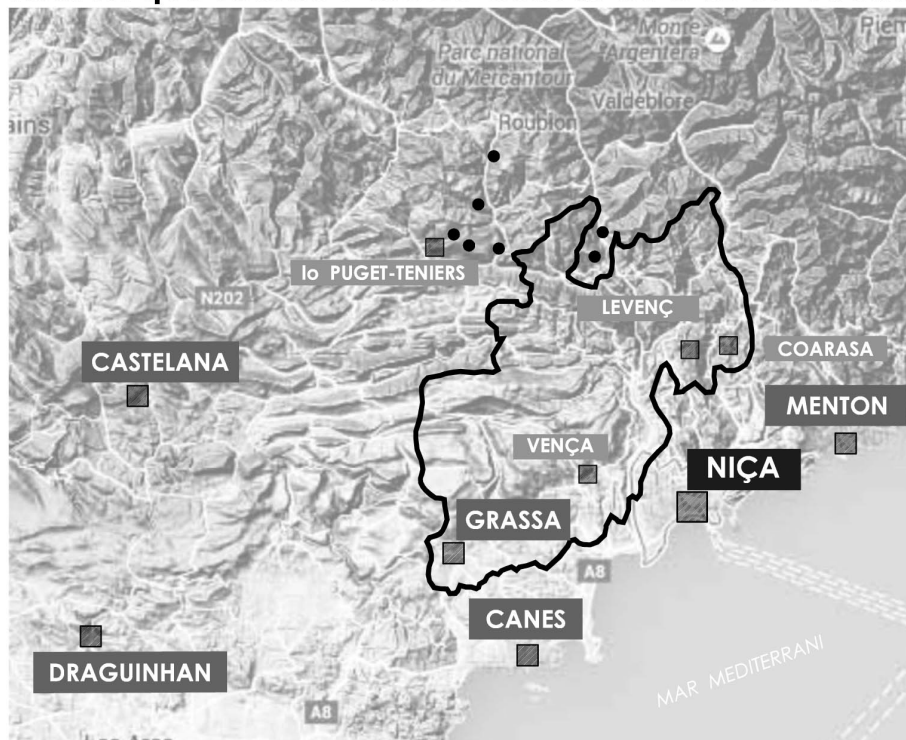 Monte
Argentera
Parc national
du Mercantour
Valdeblore
Roubion
ains
lo PUGET-TENIERS
N202
LEVENÇ
CASTELANA
COARASA
MENTON
VENÇA
NIÇA
GRASSA
A8
CANES
DRAGUINHAN
MAR MEDITERRANI
A8